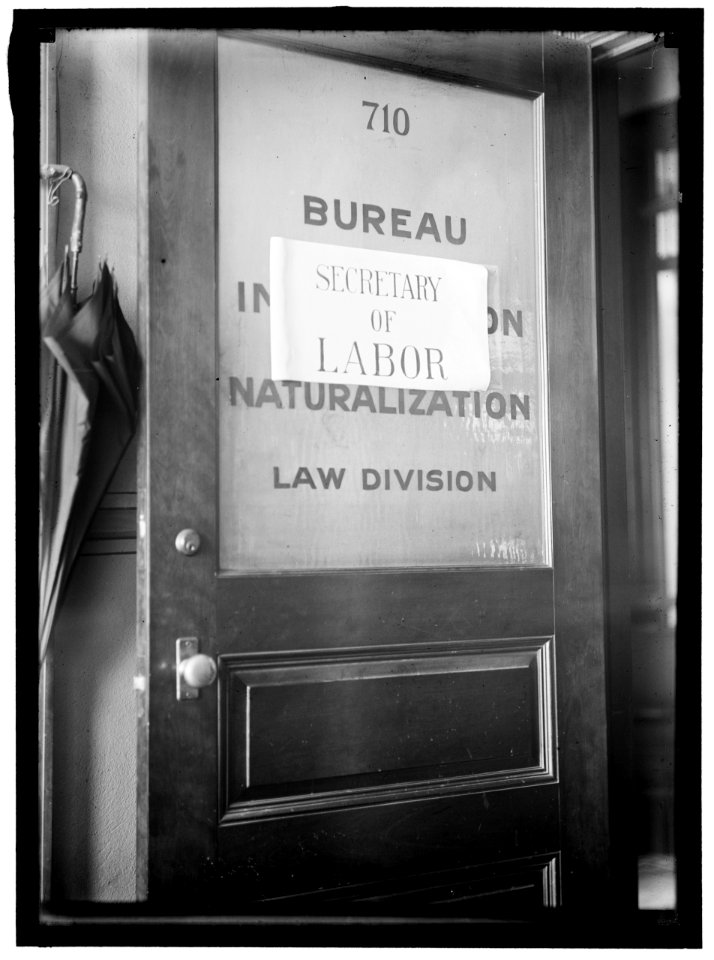 710
BUREAU
SECRETARY
OF
LABOR
NATURALIZATION
LAW DIVISION